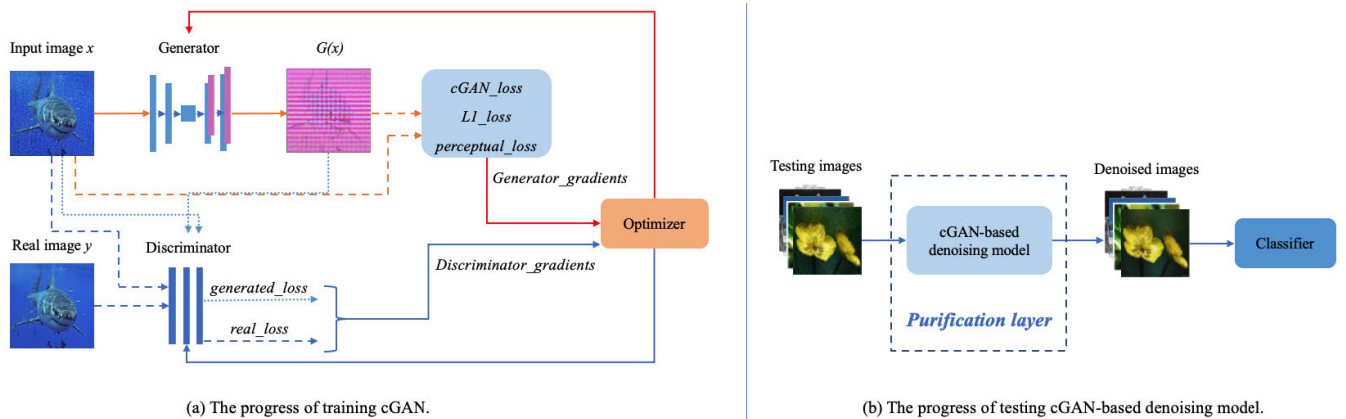 Input image x
Generator
G(x)
cGAN_loss
L1_loss
perceptual_loss
Generator_gradients
Optimizer
Real image y
Discriminator
generated_loss
real_loss
Discriminator_gradients
(a) The progress of training cGAN.
Testing images
cGAN-based
denoising model
Purification layer
Denoised images
Classifier
(b) The progress of testing cGAN-based denoising model.